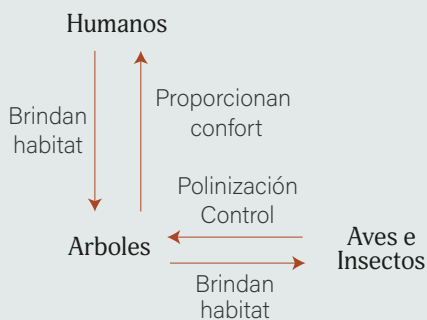 Humanos
Brindan
habitat
Proporcionan
confort
Polinización
Control
Arboles
Aves e
Insectos
Brindan
habitat